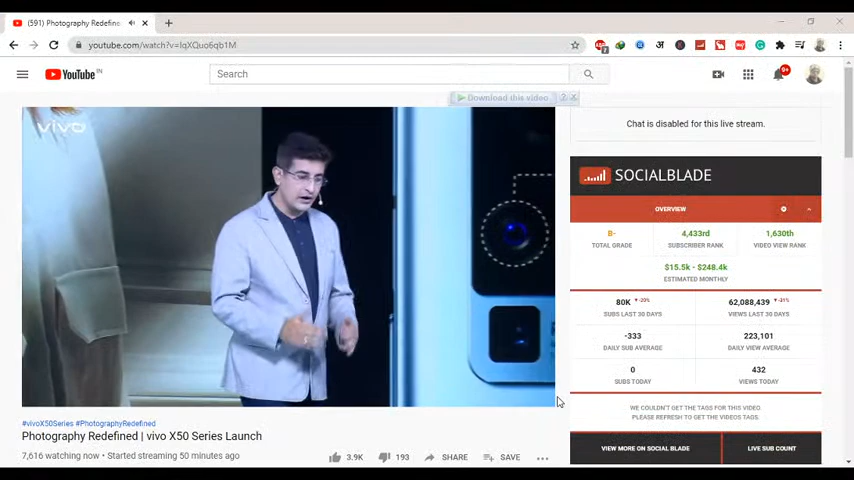 (591) Photography Redefine
youtube.com/watch?v=IqXQuo6qb1M
YouTube IN
Search
9+
Download this video ? X
vivo
Chat is disabled for this live stream.
SOCIALBLADE
OVERVIEW
B- 4,433rd 1,630th
TOTAL GRADE SUBSCRIBER RANK VIDEO VIEW RANK
$15.5k - $248.4k
ESTIMATED MONTHLY
80K 62,088,439
SUBS LAST 30 DAYS VIEWS LAST 30 DAYS
-333 223,101
DAILY SUB AVERAGE DAILY VIEW AVERAGE
0 432
SUBS TODAY VIEWS TODAY
WE COULDN'T GET THE TAGS FOR THIS VIDEO.
PLEASE REFRESH TO GET THE VIDEOS TAGS.
VIEW MORE ON SOCIAL BLADE LIVE SUB COUNT
#vivoX50Series #PhotographyRedefined
Photography Redefined | vivo X50 Series Launch
7,616 watching now • Started streaming 50 minutes ago
3.9K 193 SHARE SAVE